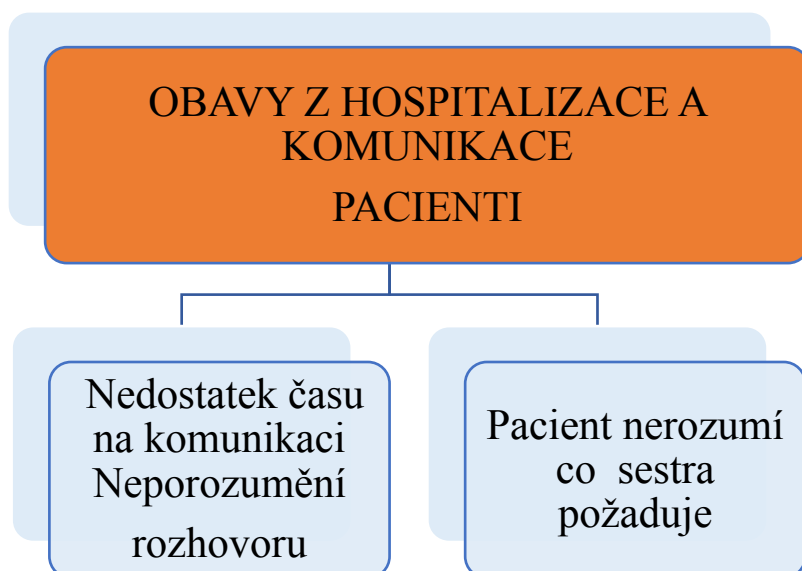 OBAVY Z HOSPITALIZACE A
KOMUNIKACE
PACIENTI
Nedostatek času
na komunikaci
Neporozumění
rozhovoru
Pacient nerozumí
co  sestra
požaduje